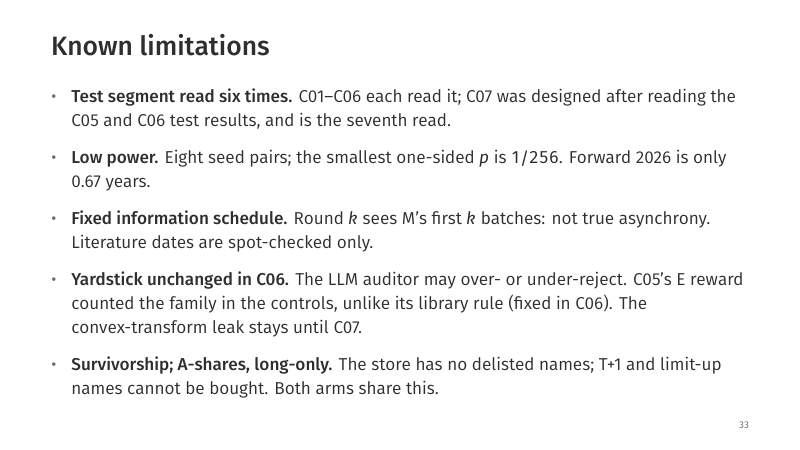 Known limitations
• Test segment read six times. C01–C06 each read it; C07 was designed after reading the
C05 and C06 test results, and is the seventh read.
• Low power. Eight seed pairs; the smallest one-sided p is 1/256. Forward 2026 is only
0.67 years.
• Fixed information schedule. Round k sees M’s first k batches: not true asynchrony.
Literature dates are spot-checked only.
• Yardstick unchanged in C06. The LLM auditor may over- or under-reject. C05’s E reward
counted the family in the controls, unlike its library rule (fixed in C06). The
convex-transform leak stays until C07.
• Survivorship; A-shares, long-only. The store has no delisted names; T+1 and limit-up
names cannot be bought. Both arms share this.
33